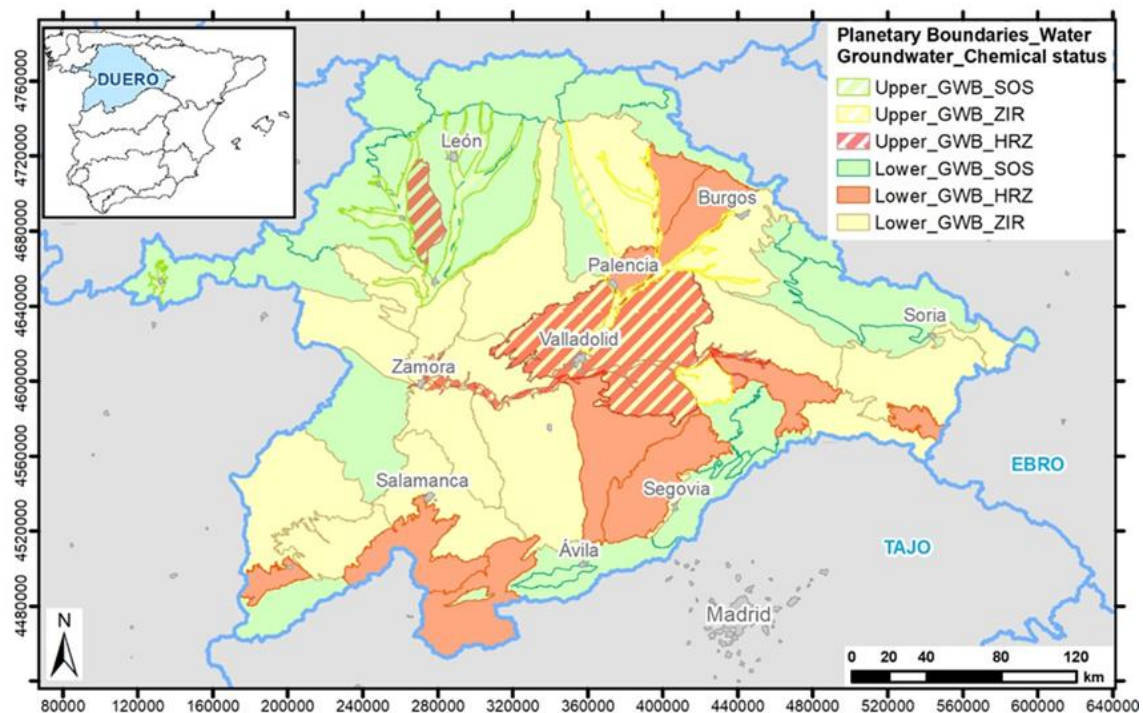 DUERO
Planetary Boundaries_Water
Groundwater_Chemical status
Upper_GWB_SOS
Upper_GWB_ZIR
Upper_GWB_HRZ
Lower_GWB_SOS
Lower_GWB_HRZ
Lower_GWB_ZIR
4760000
4720000
4680000
4640000
4600000
4560000
4520000
4480000
León
Burgos
Palencia
Soria
Valladolid
Zamora
Salamanca
Segovia
Ávila
Madrid
EBRO
TAJO
N
0 20 40 80 120
km
80000 120000 160000 200000 240000 280000 320000 360000 400000 440000 480000 520000 560000 600000 640000